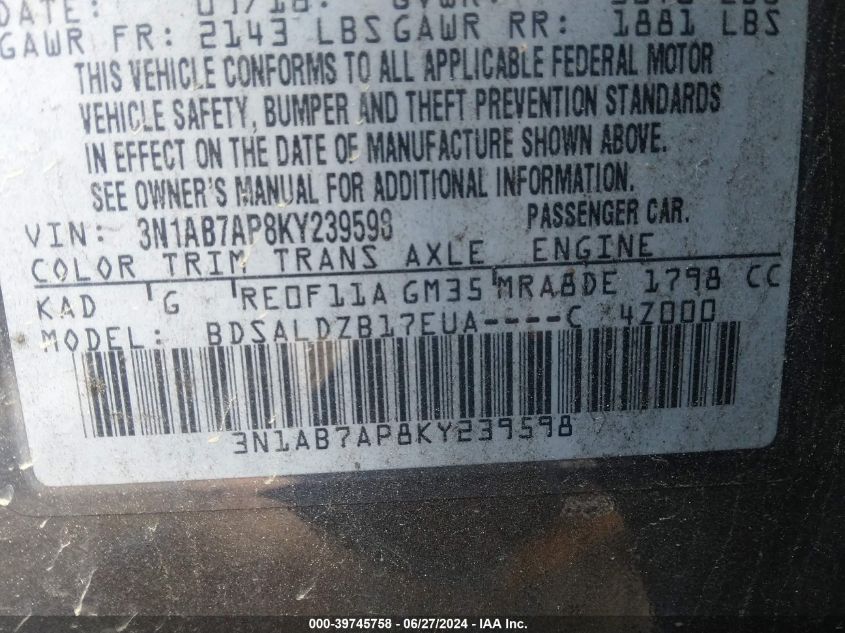 DATE:
GAWR FR: 2143 LBS GAWR RR: 1881 LBS
THIS VEHICLE CONFORMS TO ALL APPLICABLE FEDERAL MOTOR
VEHICLE SAFETY, BUMPER AND THEFT PREVENTION STANDARDS
IN EFFECT ON THE DATE OF MANUFACTURE SHOWN ABOVE.
SEE OWNER'S MANUAL FOR ADDITIONAL INFORMATION.
VIN: 3N1AB7AP8KY239598 PASSENGER CAR.
COLOR TRIM TRANS AXLE ENGINE
KAD G RE0F11A GM35 MRA8DE 1798 CC
MODEL: BDSALDZB17EUA----C 4Z000
3N1AB7AP8KY239598
000-39745758 - 06/27/2024 - IAA Inc.